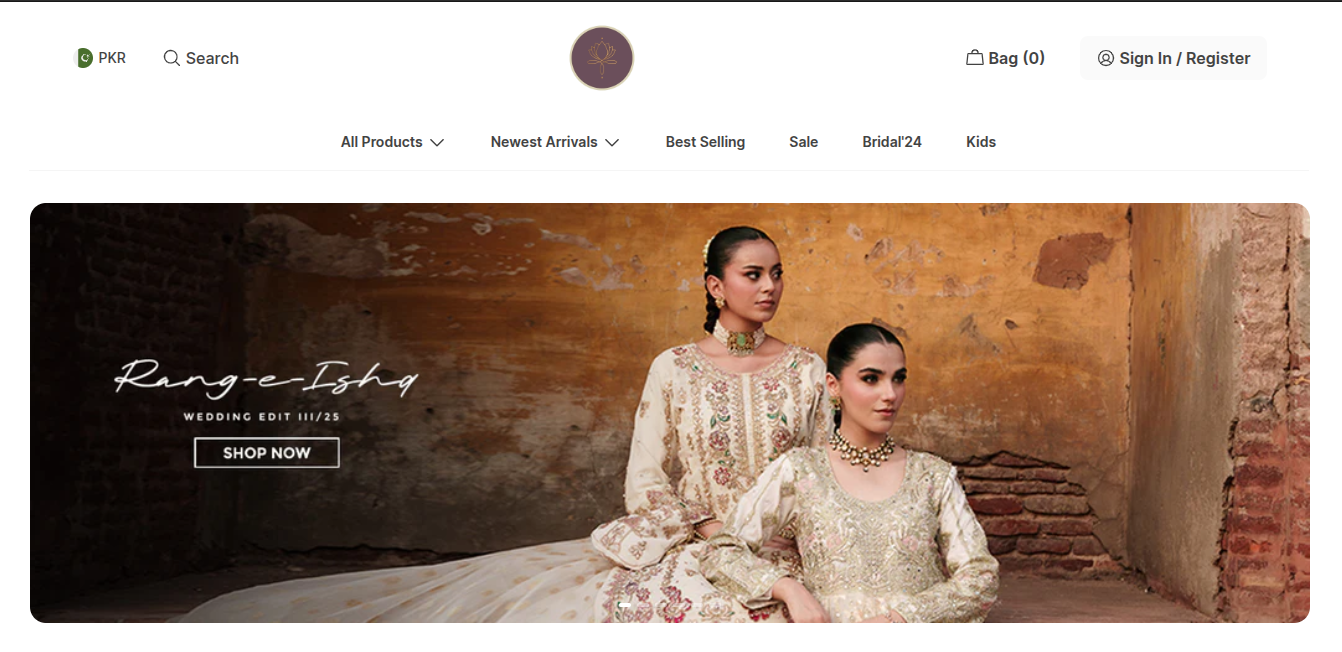 PKR
Search
Bag (0)
Sign In / Register
All Products
Newest Arrivals
Best Selling
Sale
Bridal'24
Kids
Rang-e-Ishq
WEDDING EDIT III/25
SHOP NOW